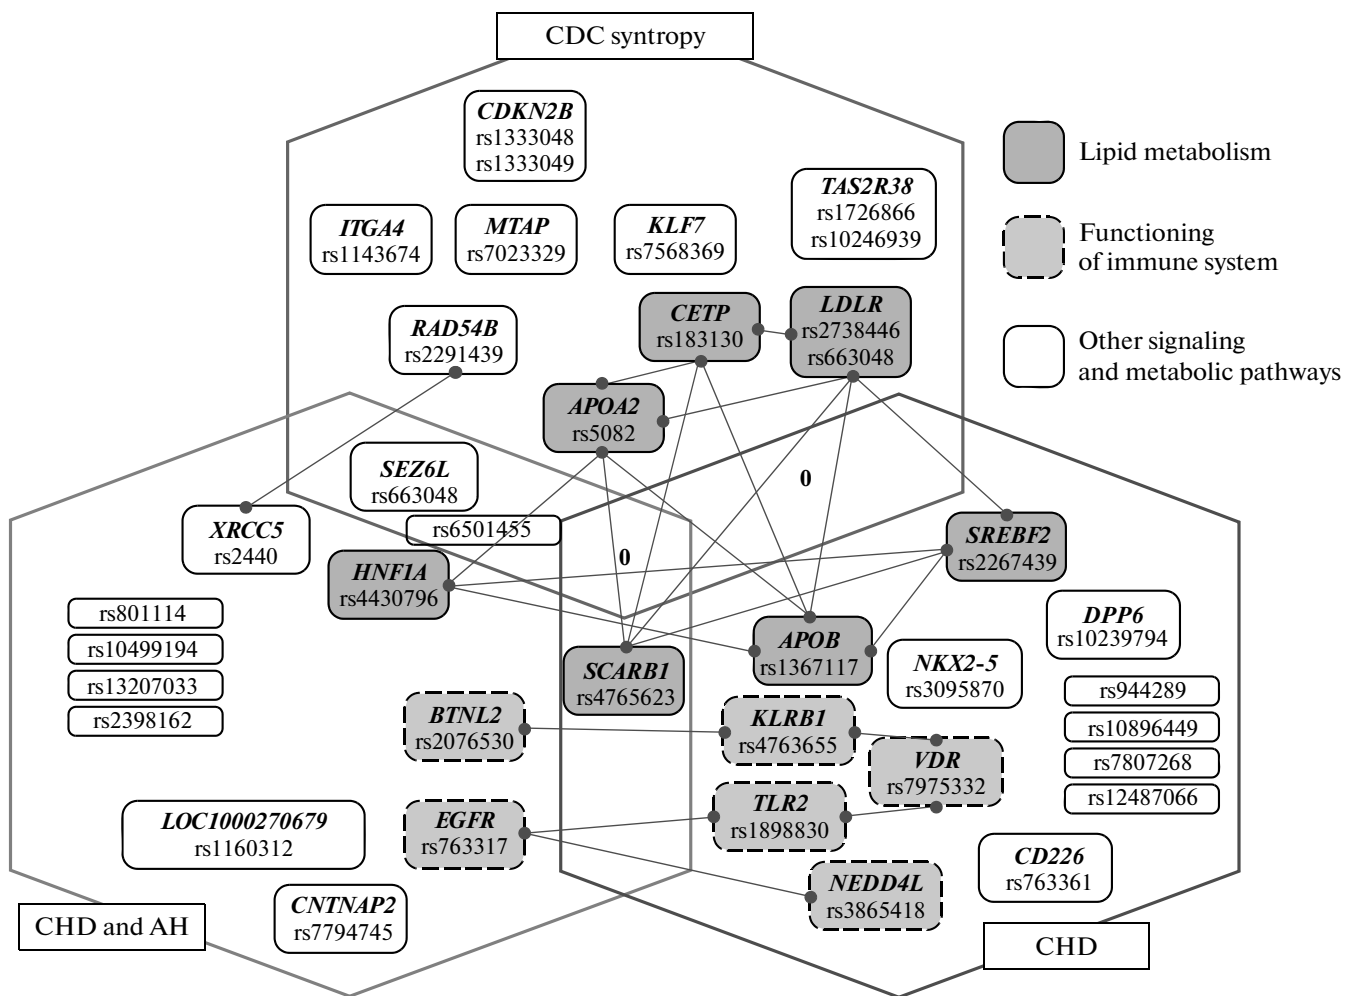 CDC syntropy
CDKN2B
rs1333048
rs1333049
Lipid metabolism
TAS2R38
rs1726866
rs10246939
ITGA4
rs1143674
MTAP
rs7023329
KLF7
rs7568369
Functioning
of immune system
CETP
rs183130
LDLR
rs2738446
rs663048
RAD54B
rs2291439
Other signaling
and metabolic pathways
APOA2
rs5082
SEZ6L
rs663048
0
rs6501455
XRCC5
rs2440
0
SREBF2
rs2267439
HNF1A
rs4430796
rs801114
rs10499194
rs13207033
rs2398162
DPP6
rs10239794
APOB
rs1367117
NKX2-5
rs3095870
SCARB1
rs4765623
rs944289
rs10896449
rs7807268
rs12487066
BTNL2
rs2076530
KLRB1
rs4763655
VDR
rs7975332
TLR2
rs1898830
LOC1000270679
rs1160312
EGFR
rs763317
CD226
rs763361
NEDD4L
rs3865418
CNTNAP2
rs7794745
CHD and AH
CHD